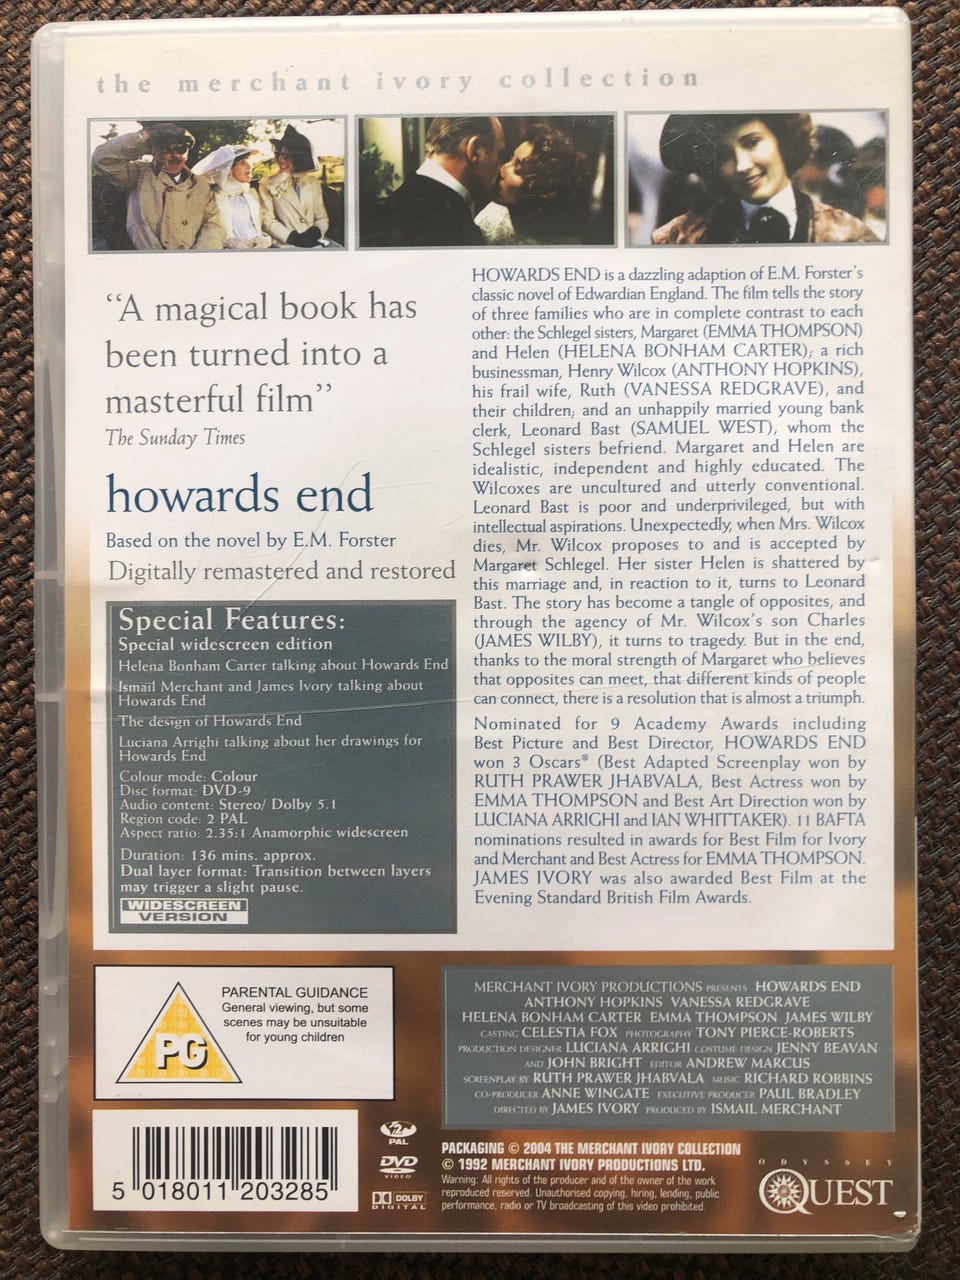 the merchant ivory collection
“A magical book has
been turned into a
masterful film”
The Sunday Times
howards end
Based on the novel by E.M. Forster
Digitally remastered and restored
Special Features:
Special widescreen edition
Helena Bonham Carter talking about Howards End
Ismail Merchant and James Ivory talking about
Howards End
The design of Howards End
Luciana Arrighi talking about her drawings for
Howards End
Colour mode: Colour
Disc format: DVD-9
Audio content: Stereo/ Dolby 5.1
Region code: 2 PAL
Aspect ratio: 2.35:1 Anamorphic widescreen
Duration: 136 mins. approx.
Dual layer format: Transition between layers
may trigger a slight pause.
WIDESCREEN
VERSION
HOWARDS END is a dazzling adaption of E.M. Forster’s
classic novel of Edwardian England. The film tells the story
of three families who are in complete contrast to each
other: the Schlegel sisters, Margaret (EMMA THOMPSON)
and Helen (HELENA BONHAM CARTER); a rich
businessman, Henry Wilcox (ANTHONY HOPKINS),
his frail wife, Ruth (VANESSA REDGRAVE), and
their children; and an unhappily married young bank
clerk, Leonard Bast (SAMUEL WEST), whom the
Schlegel sisters befriend. Margaret and Helen are
idealistic, independent and highly educated. The
Wilcoxes are uncultured and utterly conventional.
Leonard Bast is poor and underprivileged, but with
intellectual aspirations. Unexpectedly, when Mrs. Wilcox
dies, Mr. Wilcox proposes to and is accepted by
Margaret Schlegel. Her sister Helen is shattered by
this marriage and, in reaction to it, turns to Leonard
Bast. The story has become a tangle of opposites, and
through the agency of Mr. Wilcox’s son Charles
(JAMES WILBY), it turns to tragedy. But in the end,
thanks to the moral strength of Margaret who believes
that opposites can meet, that different kinds of people
can connect, there is a resolution that is almost a triumph.
Nominated for 9 Academy Awards including
Best Picture and Best Director, HOWARDS END
won 3 Oscars® (Best Adapted Screenplay won by
RUTH PRAWER JHABVALA, Best Actress won by
EMMA THOMPSON and Best Art Direction won by
LUCIANA ARRIGHI and IAN WHITTAKER). 11 BAFTA
nominations resulted in awards for Best Film for Ivory
and Merchant and Best Actress for EMMA THOMPSON.
JAMES IVORY was also awarded Best Film at the
Evening Standard British Film Awards.
PG
PARENTAL GUIDANCE
General viewing, but some
scenes may be unsuitable
for young children
MERCHANT IVORY PRODUCTIONS PRESENTS HOWARDS END
ANTHONY HOPKINS VANESSA REDGRAVE
HELENA BONHAM CARTER EMMA THOMPSON JAMES WILBY
CASTING CELESTIA FOX PHOTOGRAPHY TONY PIERCE-ROBERTS
PRODUCTION DESIGNER LUCIANA ARRIGHI COSTUME DESIGN JENNY BEAVAN
AND JOHN BRIGHT EDITOR ANDREW MARCUS
SCREENPLAY BY RUTH PRAWER JHABVALA MUSIC RICHARD ROBBINS
CO-PRODUCER ANNE WINGATE EXECUTIVE PRODUCER PAUL BRADLEY
DIRECTED BY JAMES IVORY PRODUCED BY ISMAIL MERCHANT
5 018011 203285
2
PAL
DVD
VIDEO
DOLBY
DIGITAL
PACKAGING © 2004 THE MERCHANT IVORY COLLECTION
© 1992 MERCHANT IVORY PRODUCTIONS LTD.
Warning: All rights of the producer and of the owner of the work
reproduced reserved. Unauthorised copying, hiring, lending, public
performance, radio or TV broadcasting of this video prohibited.
ODYSSEY
QUEST